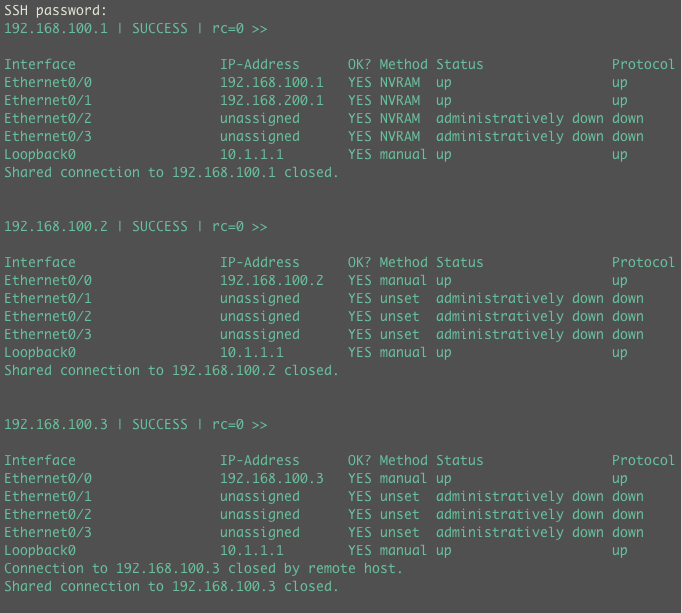 SSH password:
192.168.100.1 | SUCCESS | rc=0 >>
Interface                  IP-Address      OK? Method Status                Protocol
Ethernet0/0                192.168.100.1   YES NVRAM  up                    up
Ethernet0/1                192.168.200.1   YES NVRAM  up                    up
Ethernet0/2                unassigned      YES NVRAM  administratively down down
Ethernet0/3                unassigned      YES NVRAM  administratively down down
Loopback0                  10.1.1.1        YES manual up                    up
Shared connection to 192.168.100.1 closed.
192.168.100.2 | SUCCESS | rc=0 >>
Interface                  IP-Address      OK? Method Status                Protocol
Ethernet0/0                192.168.100.2   YES manual up                    up
Ethernet0/1                unassigned      YES unset  administratively down down
Ethernet0/2                unassigned      YES unset  administratively down down
Ethernet0/3                unassigned      YES unset  administratively down down
Loopback0                  10.1.1.1        YES manual up                    up
Shared connection to 192.168.100.2 closed.
192.168.100.3 | SUCCESS | rc=0 >>
Interface                  IP-Address      OK? Method Status                Protocol
Ethernet0/0                192.168.100.3   YES manual up                    up
Ethernet0/1                unassigned      YES unset  administratively down down
Ethernet0/2                unassigned      YES unset  administratively down down
Ethernet0/3                unassigned      YES unset  administratively down down
Loopback0                  10.1.1.1        YES manual up                    up
Connection to 192.168.100.3 closed by remote host.
Shared connection to 192.168.100.3 closed.